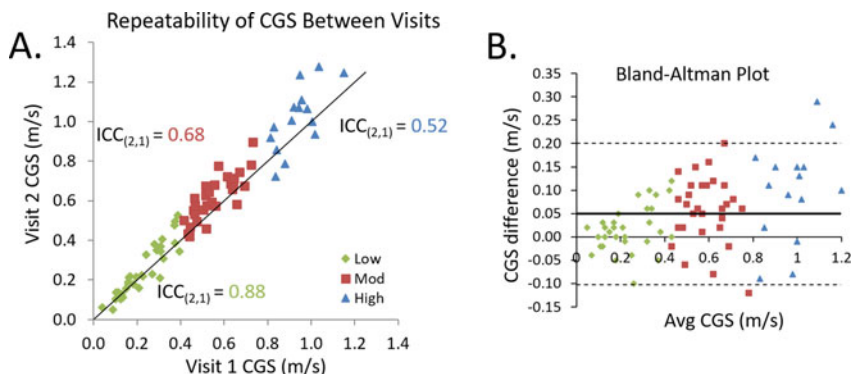 Repeatability of CGS Between Visits
A.
Visit 2 CGS (m/s)
1.4
1.2
1.0
0.8
0.6
0.4
0.2
0.0
ICC(2,1) = 0.68
ICC(2,1) = 0.52
ICC(2,1) = 0.88
Low
Mod
High
0.0 0.2 0.4 0.6 0.8 1.0 1.2 1.4
Visit 1 CGS (m/s)
B.
Bland-Altman Plot
CGS difference (m/s)
0.35
0.30
0.25
0.20
0.15
0.10
0.05
0.00
-0.05
-0.10
-0.15
0 0.2 0.4 0.6 0.8 1 1.2
Avg CGS (m/s)